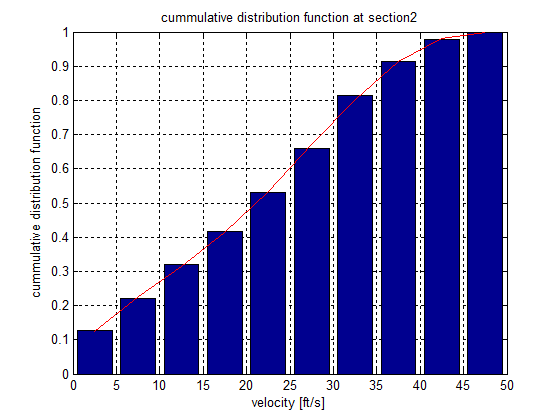 cummulative distribution function at section2
cummulative distribution function
1
0.9
0.8
0.7
0.6
0.5
0.4
0.3
0.2
0.1
0
0 5 10 15 20 25 30 35 40 45 50
velocity [ft/s]